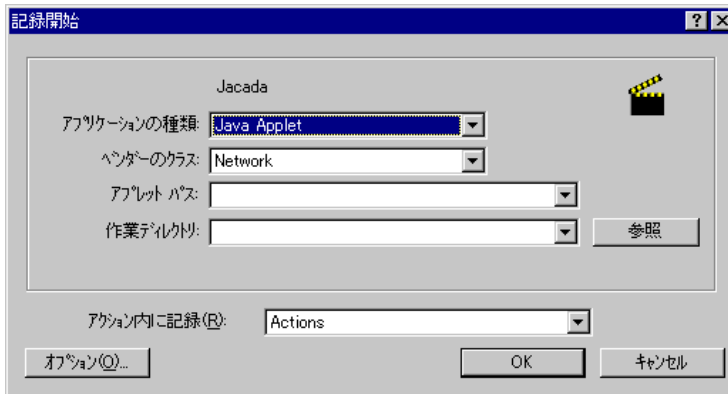 記録開始
Jacada
アプリケーションの種類: Java Applet
ベンダーのクラス: Network
アプレット パス:
作業ディレクトリ: 参照
アクション内に記録(R): Actions
オプション(O)... OK キャンセル